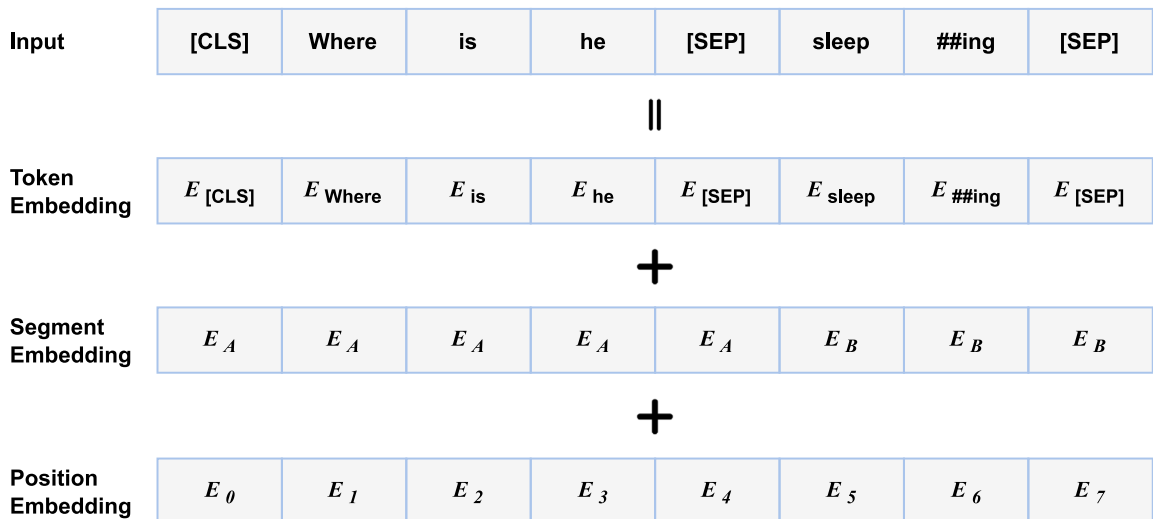 Input [CLS] Where is he [SEP] sleep ##ing [SEP]
=
Token Embedding E [CLS] E Where E is E he E [SEP] E sleep E ##ing E [SEP]
+
Segment Embedding E A E A E A E A E A E B E B E B
+
Position Embedding E 0 E 1 E 2 E 3 E 4 E 5 E 6 E 7